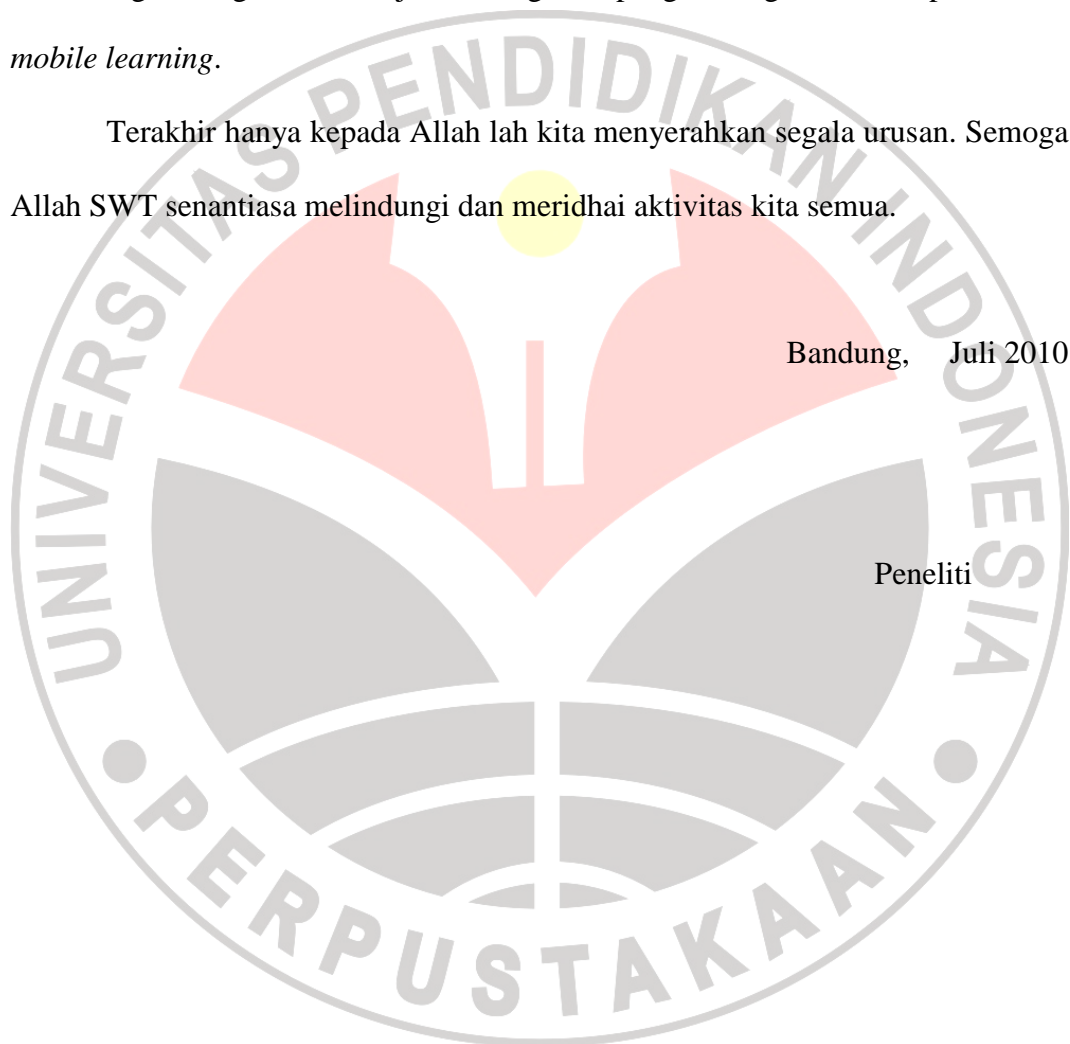 mobile learning.
Terakhir hanya kepada Allah lah kita menyerahkan segala urusan. Semoga
Allah SWT senantiasa melindungi dan meridhai aktivitas kita semua.
Bandung, Juli 2010
Peneliti
UNIVERSITAS PENDIDIKAN INDONESIA
PERPUSTAKAAN